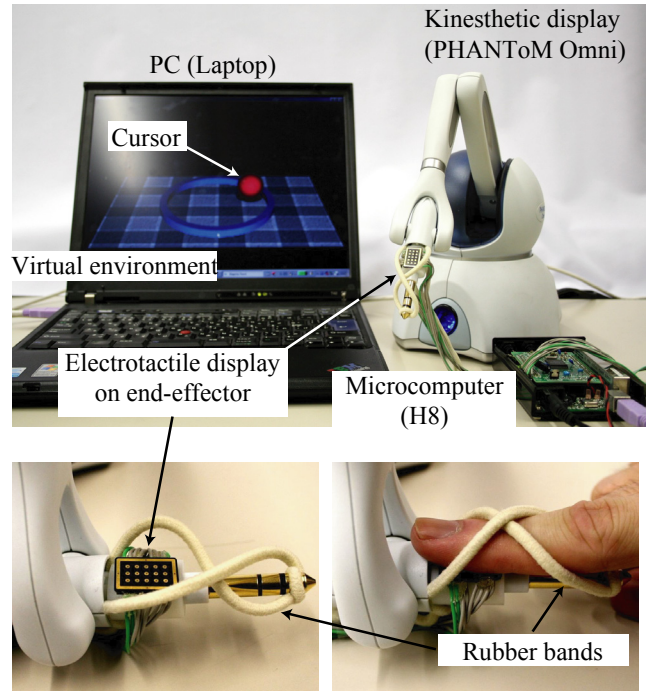 Kinesthetic display
(PHANToM Omni)
PC (Laptop)
Cursor
Virtual environment
Electrotactile display
on end-effector
Microcomputer
(H8)
Rubber bands